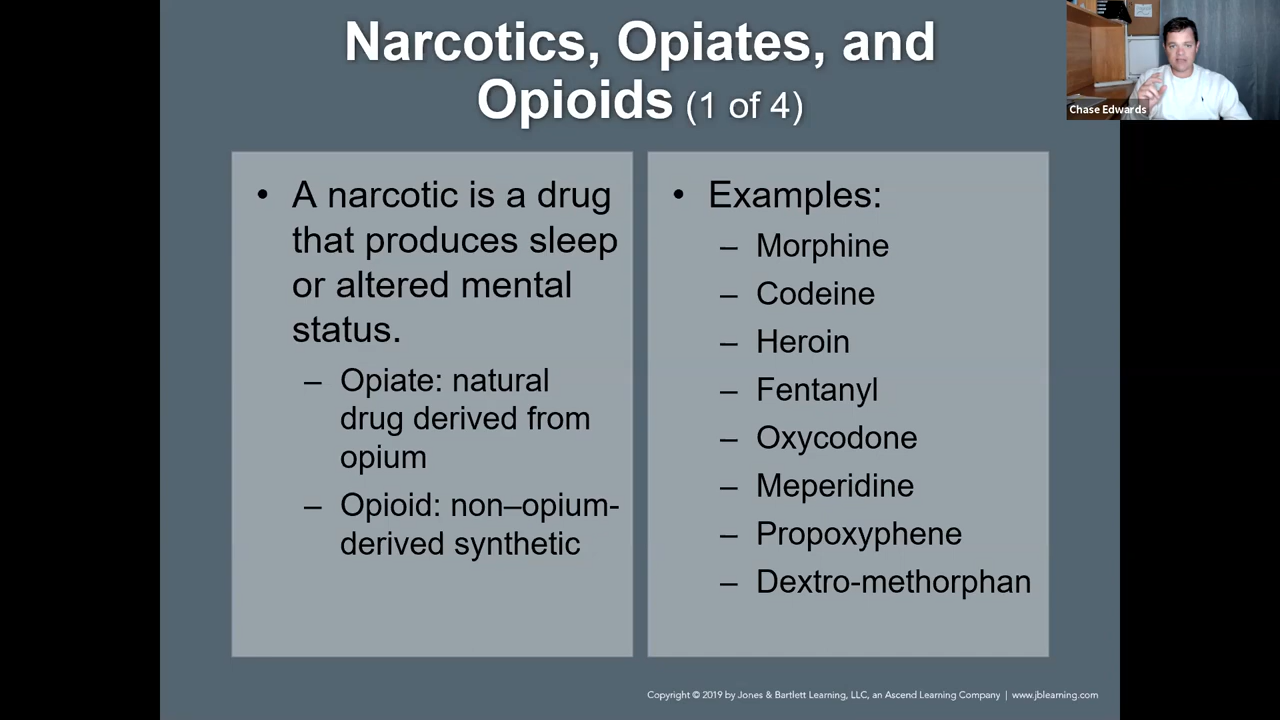 Narcotics, Opiates, and
Opioids (1 of 4)
Chase Edwards
• A narcotic is a drug
that produces sleep
or altered mental
status.
– Opiate: natural
drug derived from
opium
– Opioid: non–opium-
derived synthetic
• Examples:
– Morphine
– Codeine
– Heroin
– Fentanyl
– Oxycodone
– Meperidine
– Propoxyphene
– Dextro-methorphan
Copyright © 2019 by Jones & Bartlett Learning, LLC, an Ascend Learning Company | www.jblearning.com